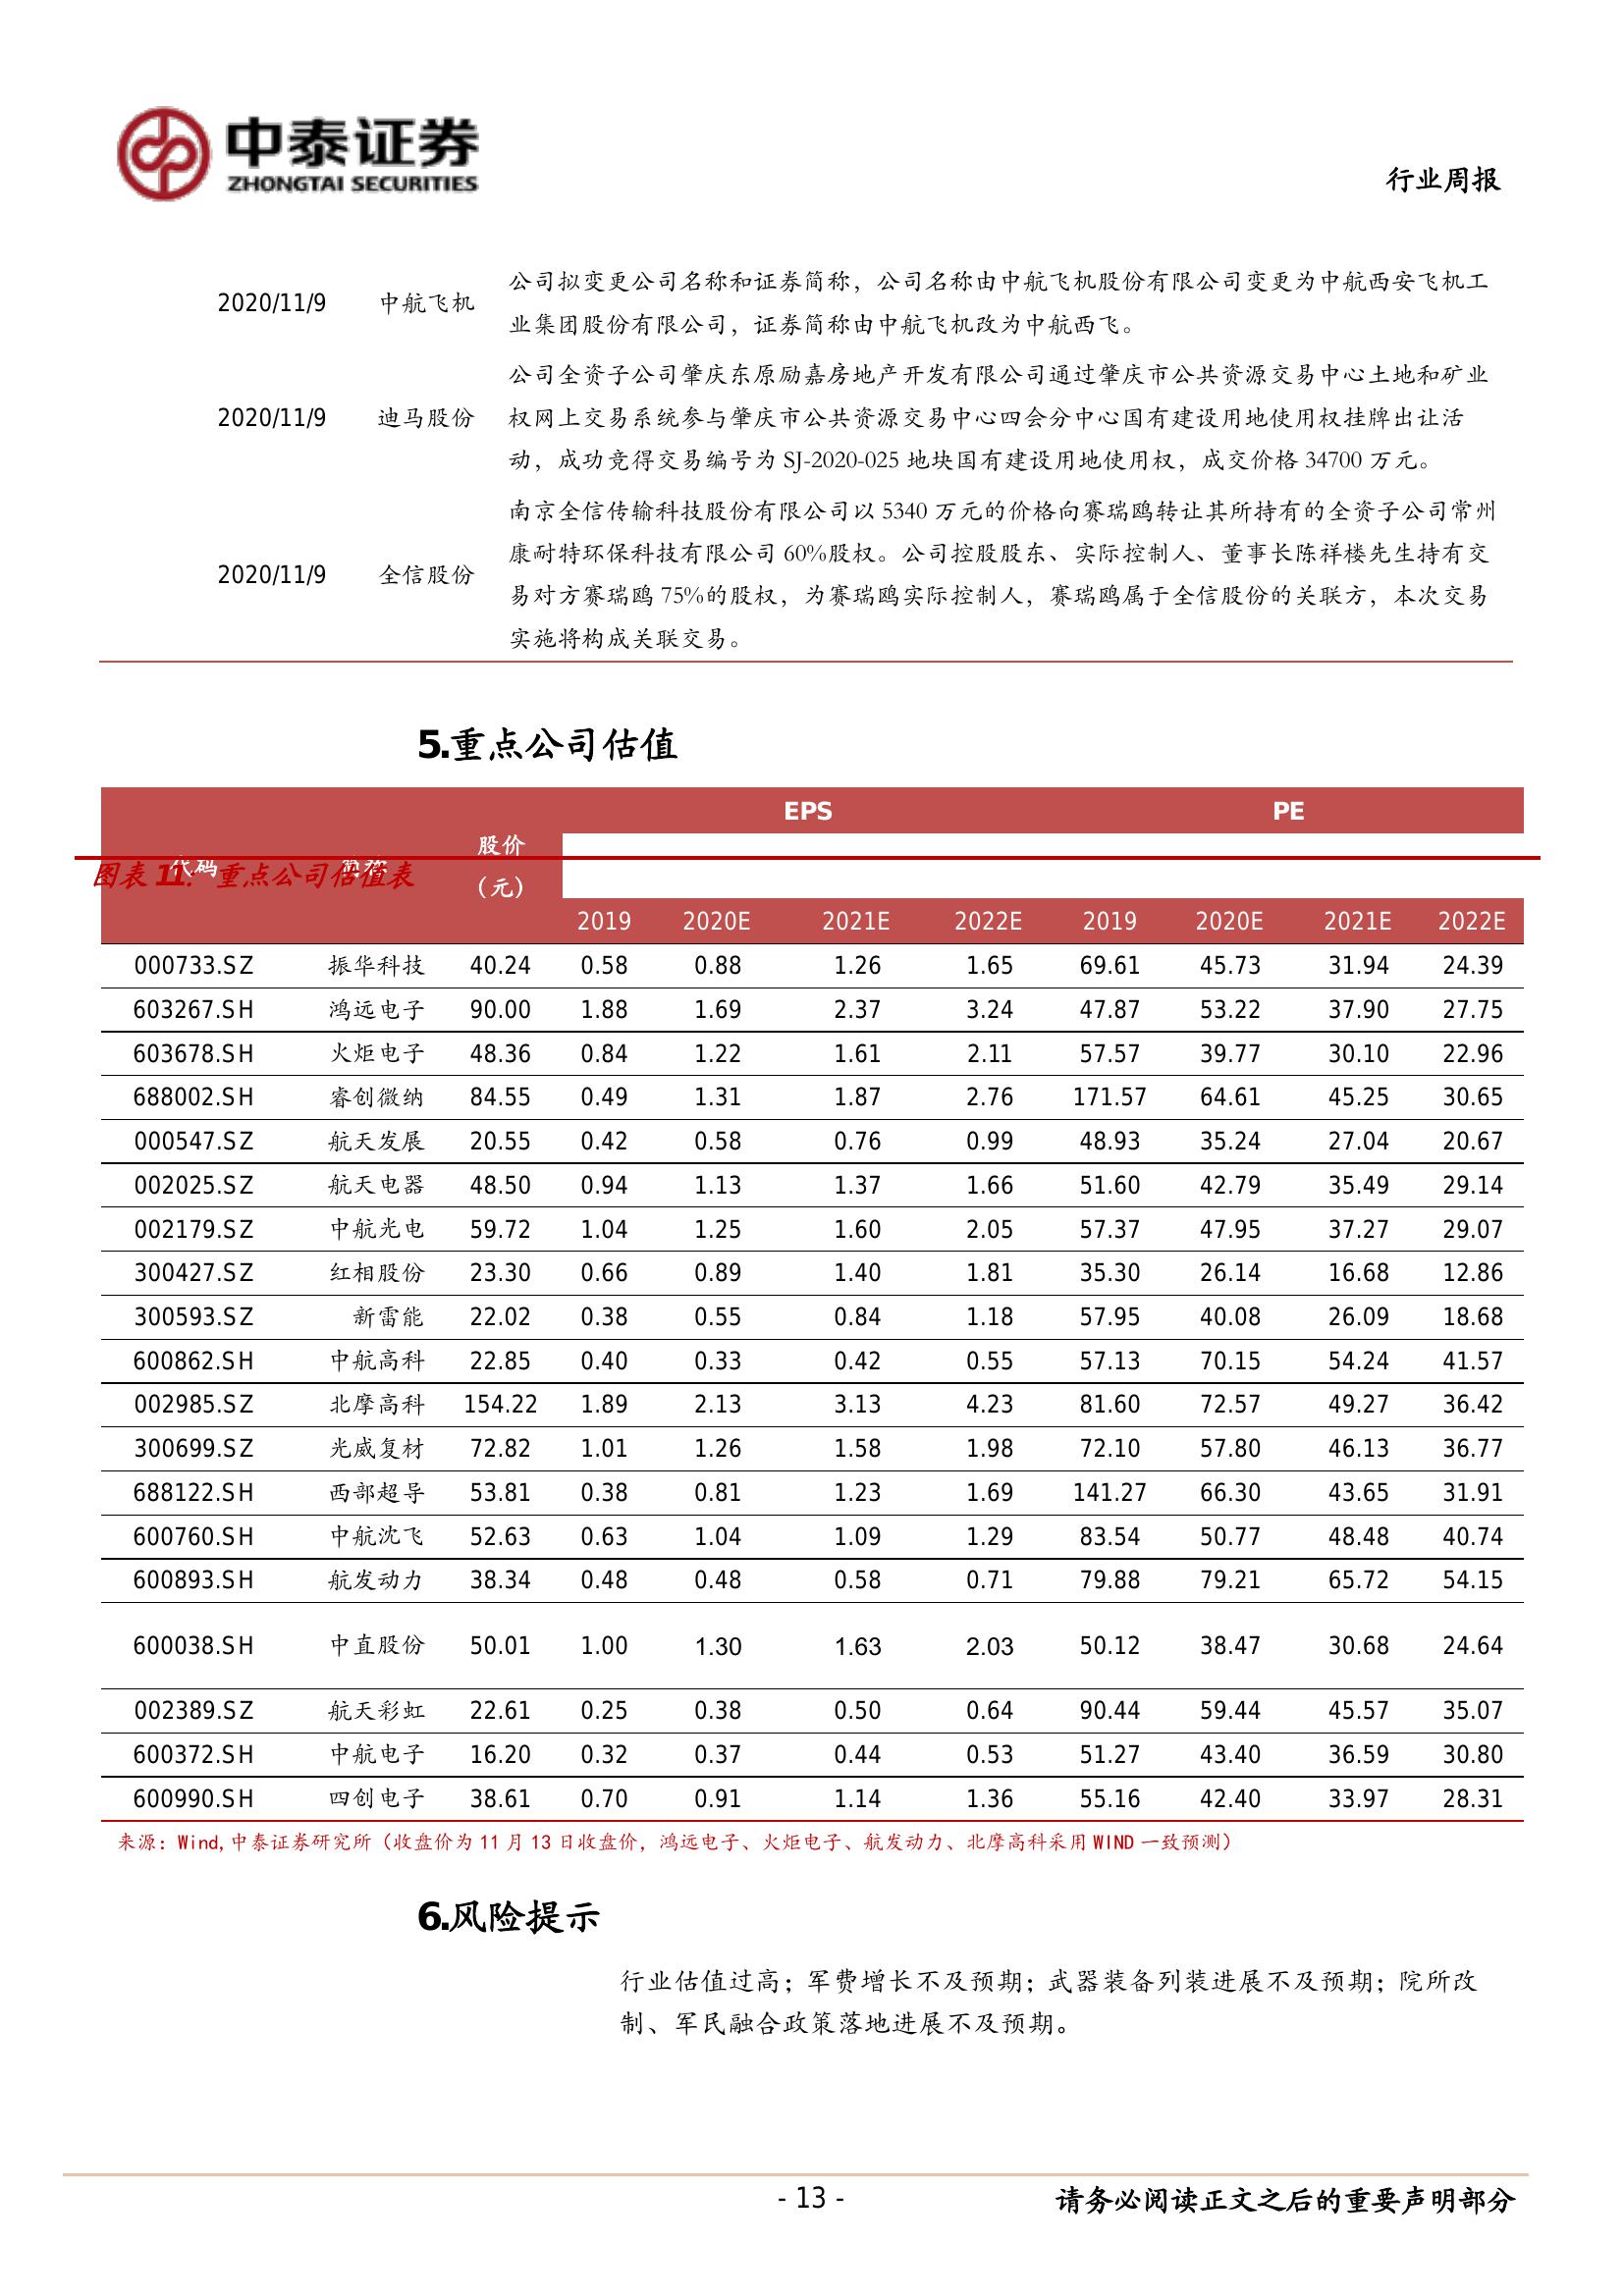 中泰证券
ZHONGTAI SECURITIES
行业周报
2020/11/9 中航飞机 公司拟变更公司名称和证券简称，公司名称由中航飞机股份有限公司变更为中航西安飞机工
业集团股份有限公司，证券简称由中航飞机改为中航西飞。
公司全资子公司肇庆东原励嘉房地产开发有限公司通过肇庆市公共资源交易中心土地和矿业
2020/11/9 迪马股份 权网上交易系统参与肇庆市公共资源交易中心四会分中心国有建设用地使用权挂牌出让活
动，成功竞得交易编号为 SJ-2020-025 地块国有建设用地使用权，成交价格 34700 万元。
南京全信传输科技股份有限公司以 5340 万元的价格向赛瑞鸥转让其所持有的全资子公司常州
康耐特环保科技有限公司 60%股权。公司控股股东、实际控制人、董事长陈祥楼先生持有交
2020/11/9 全信股份 易对方赛瑞鸥 75%的股权，为赛瑞鸥实际控制人，赛瑞鸥属于全信股份的关联方，本次交易
实施将构成关联交易。
5.重点公司估值
EPS PE
图表 11：重点公司估值表
代码 简称 股价
（元）
2019 2020E 2021E 2022E 2019 2020E 2021E 2022E
000733.SZ 振华科技 40.24 0.58 0.88 1.26 1.65 69.61 45.73 31.94 24.39
603267.SH 鸿远电子 90.00 1.88 1.69 2.37 3.24 47.87 53.22 37.90 27.75
603678.SH 火炬电子 48.36 0.84 1.22 1.61 2.11 57.57 39.77 30.10 22.96
688002.SH 睿创微纳 84.55 0.49 1.31 1.87 2.76 171.57 64.61 45.25 30.65
000547.SZ 航天发展 20.55 0.42 0.58 0.76 0.99 48.93 35.24 27.04 20.67
002025.SZ 航天电器 48.50 0.94 1.13 1.37 1.66 51.60 42.79 35.49 29.14
002179.SZ 中航光电 59.72 1.04 1.25 1.60 2.05 57.37 47.95 37.27 29.07
300427.SZ 红相股份 23.30 0.66 0.89 1.40 1.81 35.30 26.14 16.68 12.86
300593.SZ 新雷能 22.02 0.38 0.55 0.84 1.18 57.95 40.08 26.09 18.68
600862.SH 中航高科 22.85 0.40 0.33 0.42 0.55 57.13 70.15 54.24 41.57
002985.SZ 北摩高科 154.22 1.89 2.13 3.13 4.23 81.60 72.57 49.27 36.42
300699.SZ 光威复材 72.82 1.01 1.26 1.58 1.98 72.10 57.80 46.13 36.77
688122.SH 西部超导 53.81 0.38 0.81 1.23 1.69 141.27 66.30 43.65 31.91
600760.SH 中航沈飞 52.63 0.63 1.04 1.09 1.29 83.54 50.77 48.48 40.74
600893.SH 航发动力 38.34 0.48 0.48 0.58 0.71 79.88 79.21 65.72 54.15
600038.SH 中直股份 50.01 1.00 1.30 1.63 2.03 50.12 38.47 30.68 24.64
002389.SZ 航天彩虹 22.61 0.25 0.38 0.50 0.64 90.44 59.44 45.57 35.07
600372.SH 中航电子 16.20 0.32 0.37 0.44 0.53 51.27 43.40 36.59 30.80
600990.SH 四创电子 38.61 0.70 0.91 1.14 1.36 55.16 42.40 33.97 28.31
来源：Wind,中泰证券研究所（收盘价为 11 月 13 日收盘价，鸿远电子、火炬电子、航发动力、北摩高科采用 WIND 一致预测）
6.风险提示
行业估值过高；军费增长不及预期；武器装备列装进展不及预期；院所改
制、军民融合政策落地进展不及预期。
- 13 -
请务必阅读正文之后的重要声明部分